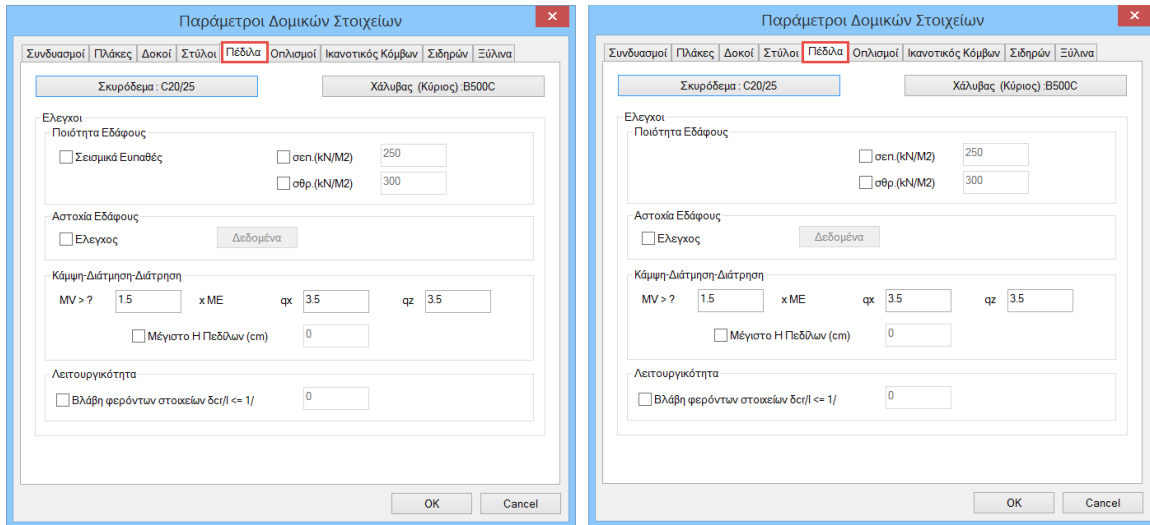 Παράμετροι Δομικών Στοιχείων
Συνδυασμοί Πλάκες Δοκοί Στύλοι Πέδιλα Οπλισμοί Ικανοτικός Κόμβων Σιδηρών Ξύλινα
Σκυρόδεμα : C20/25 Χάλυβας (Κύριος) :B500C
Ελεγχοι
Ποιότητα Εδάφους
Σεισμικά Ευπαθές σεπ.(kN/M2) 250
σθρ.(kN/M2) 300
Αστοχία Εδάφους
Ελεγχος Δεδομένα
Κάμψη-Διάτμηση-Διάτρηση
MV > ? 1.5 x ME qx 3.5 qz 3.5
Μέγιστο Η Πεδίλων (cm) 0
Λειτουργικότητα
Βλάβη φερόντων στοιχείων δcr/l <= 1/ 0
OK Cancel
Παράμετροι Δομικών Στοιχείων
Συνδυασμοί Πλάκες Δοκοί Στύλοι Πέδιλα Οπλισμοί Ικανοτικός Κόμβων Σιδηρών Ξύλινα
Σκυρόδεμα : C20/25 Χάλυβας (Κύριος) :B500C
Ελεγχοι
Ποιότητα Εδάφους
σεπ.(kN/M2) 250
σθρ.(kN/M2) 300
Αστοχία Εδάφους
Ελεγχος Δεδομένα
Κάμψη-Διάτμηση-Διάτρηση
MV > ? 1.5 x ME qx 3.5 qz 3.5
Μέγιστο Η Πεδίλων (cm) 0
Λειτουργικότητα
Βλάβη φερόντων στοιχείων δcr/l <= 1/ 0
OK Cancel